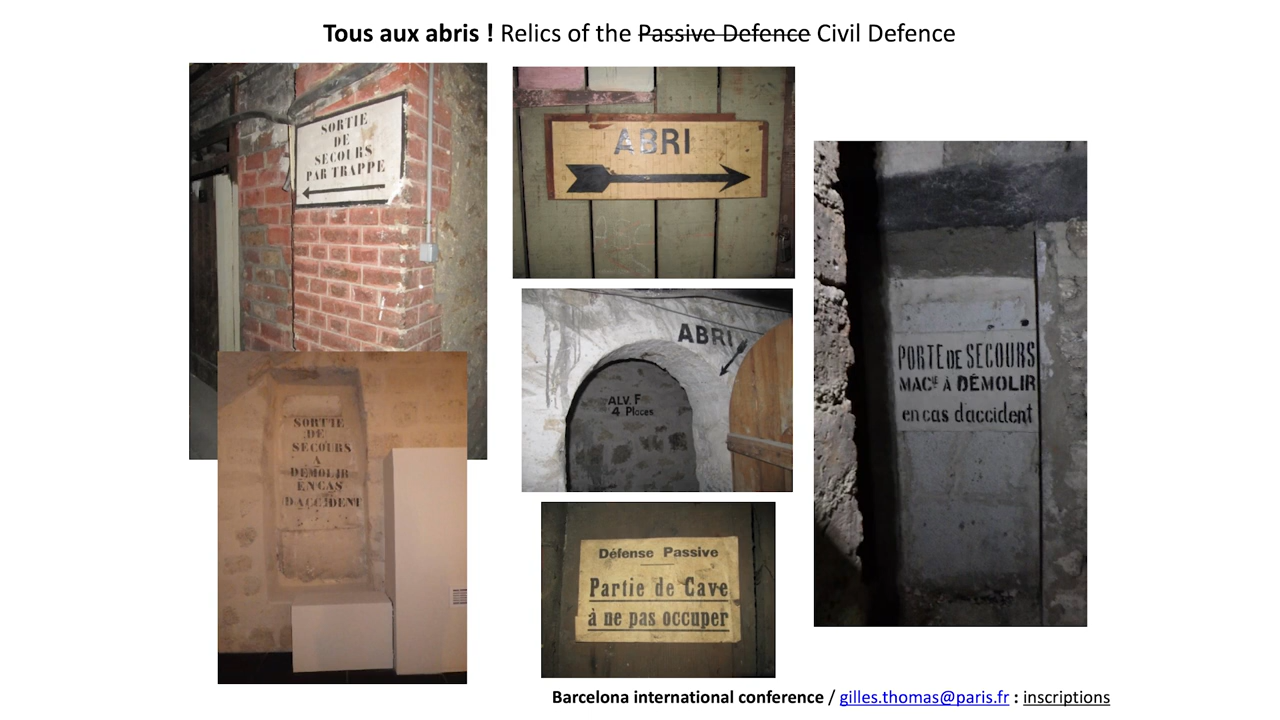 Tous aux abris ! Relics of the Passive Defence Civil Defence
SORTIE
DE
SECOURS
PAR TRAPPE
ABRI
ABRI
ALV. F
4 Places
PORTE DE SECOURS
MACIE À DÉMOLIR
en cas d'accident
SORTIE
DE
SECOURS
À
DÉMOLIR
EN CAS
D'ACCIDENT
Défense Passive
Partie de Cave
à ne pas occuper
Barcelona international conference / gilles.thomas@paris.fr : inscriptions